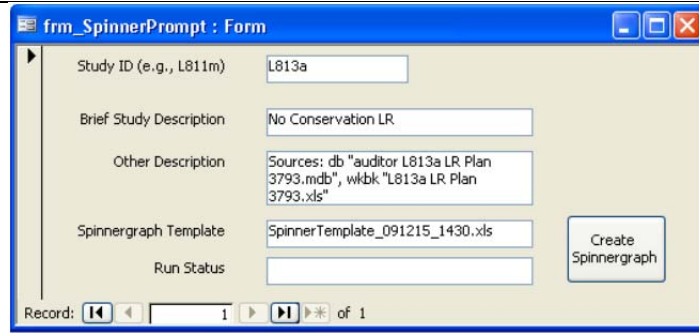 frm_SpinnerPrompt : Form
Study ID (e.g., L811m) L813a
Brief Study Description No Conservation LR
Other Description Sources: db "auditor L813a LR Plan
3793.mdb", wkbk "L813a LR Plan
3793.xls"
Spinnergraph Template SpinnerTemplate_091215_1430.xls
Run Status
Create
Spinnergraph
Record: 1 of 1